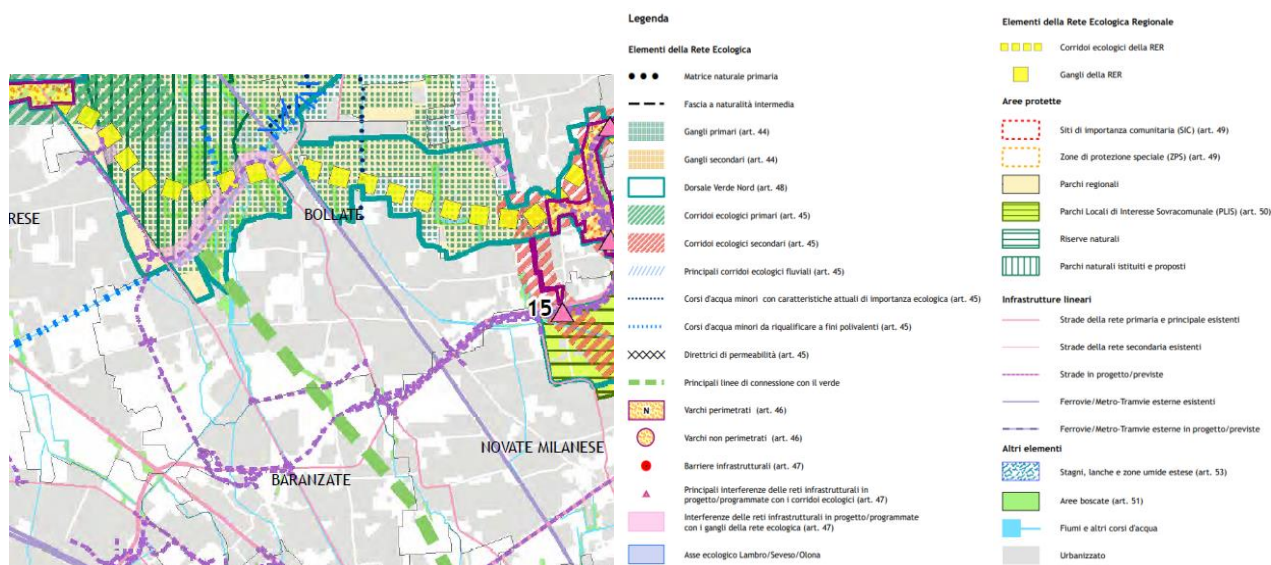 RESE
BOLLATE
15
NOVATE MILANESE
BARANZATE
Legenda
Elementi della Rete Ecologica
Matrice naturale primaria
Fascia a naturalità intermedia
Gangli primari (art. 44)
Gangli secondari (art. 44)
Dorsale Verde Nord (art. 48)
Corridoi ecologici primari (art. 45)
Corridoi ecologici secondari (art. 45)
Principali corridoi ecologici fluviali (art. 45)
Corsi d'acqua minori con caratteristiche attuali di importanza ecologica (art. 45)
Corsi d'acqua minori da riqualificare a fini polivalenti (art. 45)
Direttrici di permeabilità (art. 45)
Principali linee di connessione con il verde
N
Varchi perimetrati (art. 46)
Varchi non perimetrati (art. 46)
Barriere infrastrutturali (art. 47)
Principali interferenze delle reti infrastrutturali in
progetto/programmate con i corridoi ecologici (art. 47)
Interferenze delle reti infrastrutturali in progetto/programmate
con i gangli della rete ecologica (art. 47)
Asse ecologico Lambro/Seveso/Olona
Elementi della Rete Ecologica Regionale
Corridoi ecologici della RER
Gangli della RER
Aree protette
Siti di importanza comunitaria (SIC) (art. 49)
Zone di protezione speciale (ZPS) (art. 49)
Parchi regionali
Parchi Locali di Interesse Sovracomunale (PLIS) (art. 50)
Riserve naturali
Parchi naturali istituiti e proposti
Infrastrutture lineari
Strade della rete primaria e principale esistenti
Strade della rete secondaria esistenti
Strade in progetto/previste
Ferrovie/Metro-Tramvie esterne esistenti
Ferrovie/Metro-Tramvie esterne in progetto/previste
Altri elementi
Stagni, lanche e zone umide estese (art. 53)
Aree boscate (art. 51)
Fiumi e altri corsi d'acqua
Urbanizzato